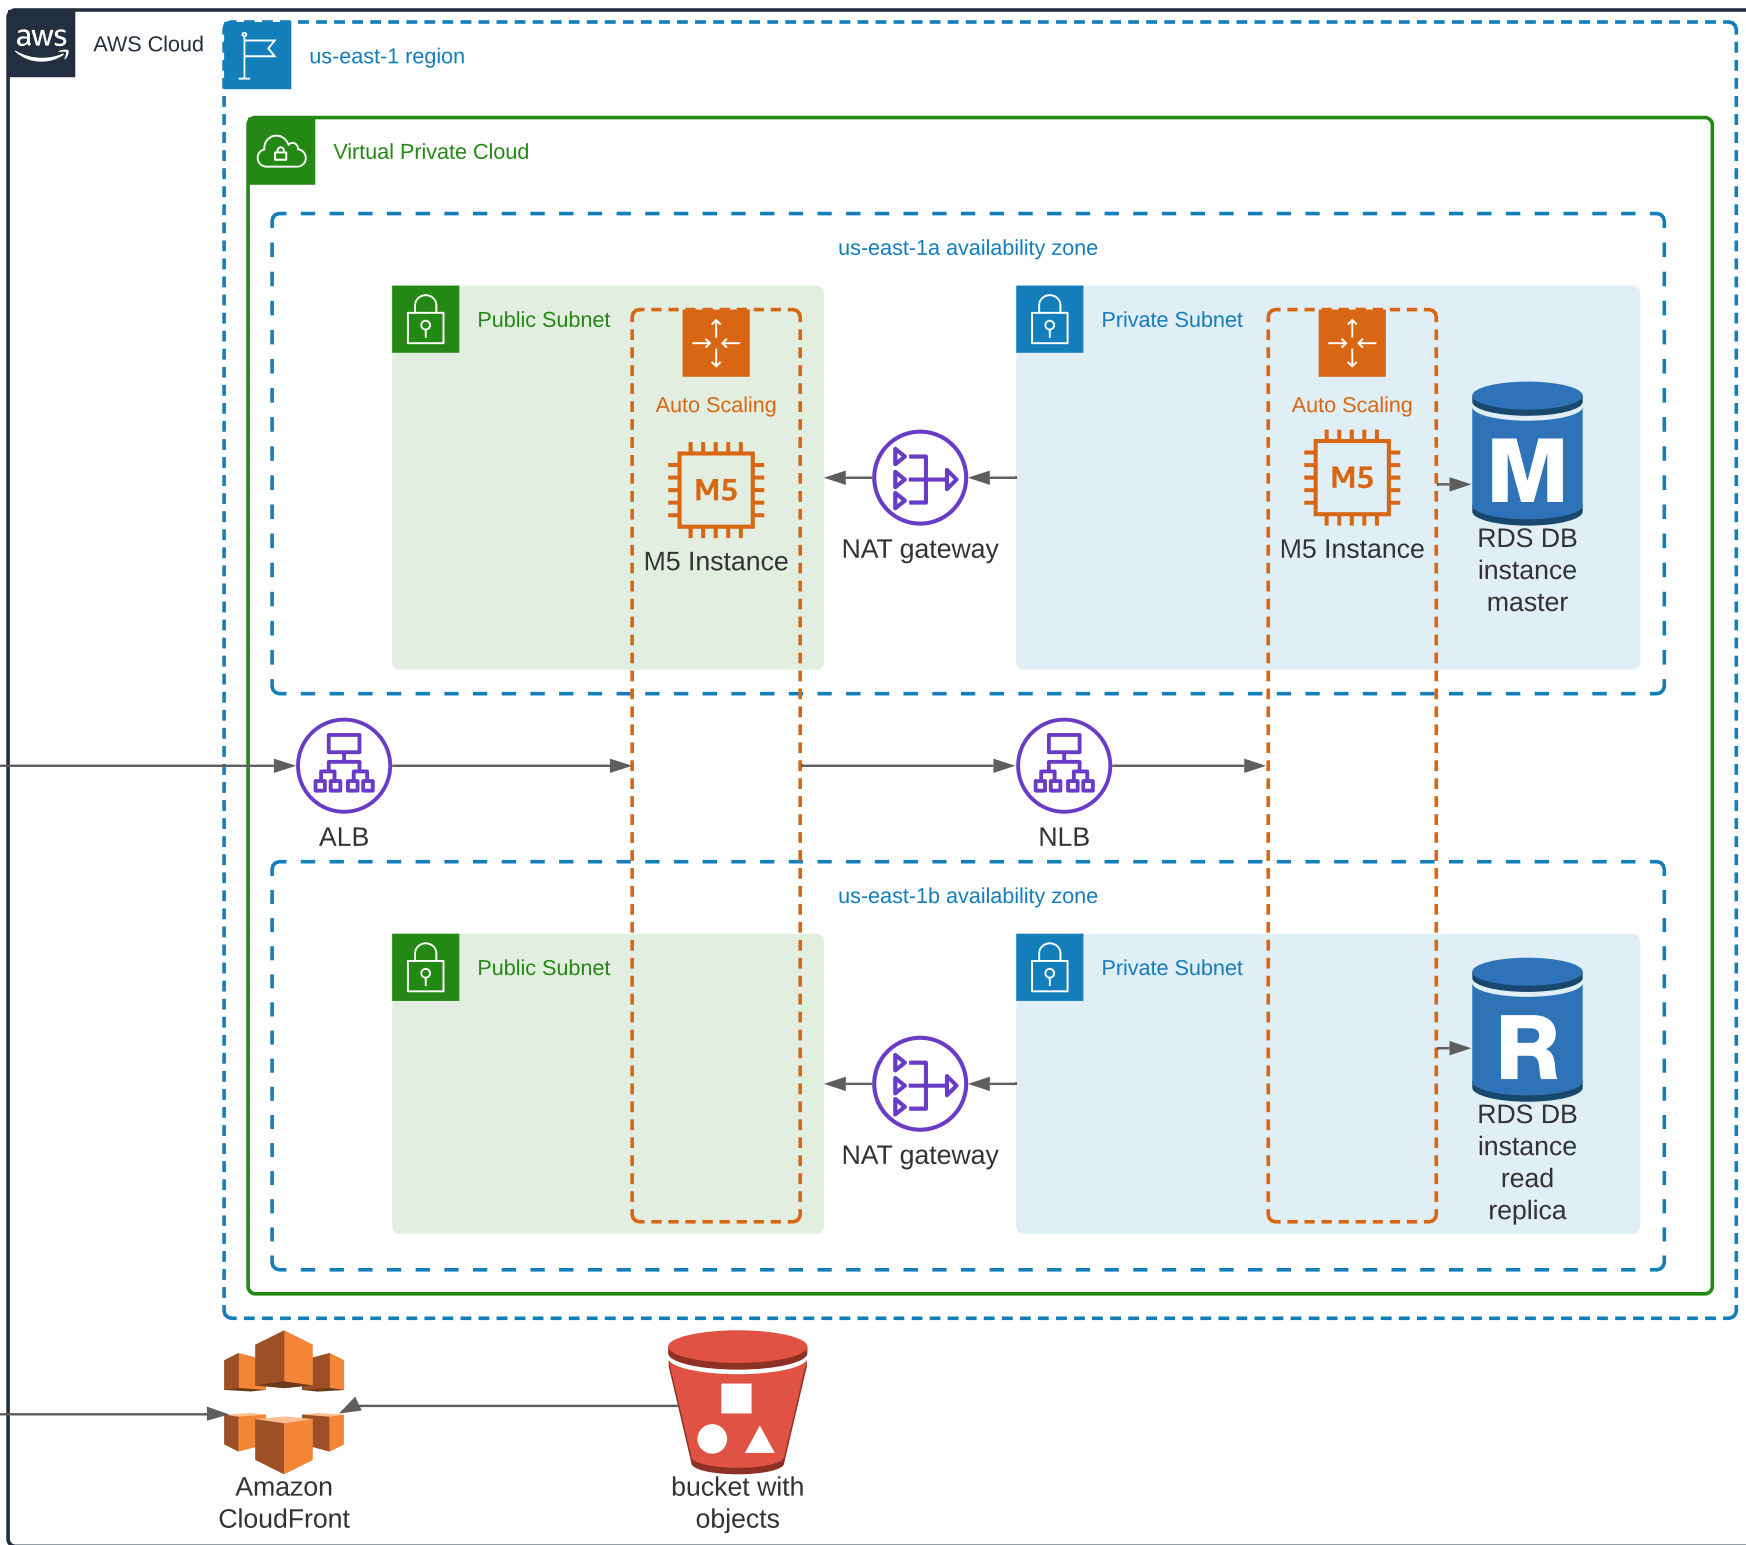 aws
AWS Cloud
us-east-1 region
Virtual Private Cloud
us-east-1a availability zone
Public Subnet
Auto Scaling
M5
M5 Instance
NAT gateway
Private Subnet
Auto Scaling
M5
M5 Instance
M
RDS DB
instance
master
ALB
NLB
us-east-1b availability zone
Public Subnet
NAT gateway
Private Subnet
R
RDS DB
instance
read
replica
Amazon
CloudFront
bucket with
objects